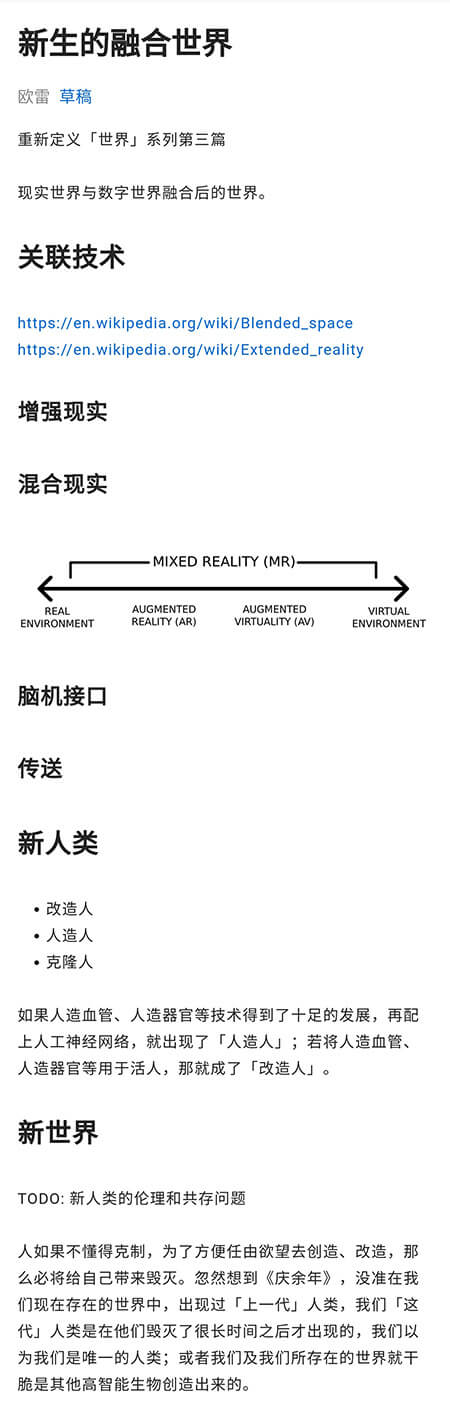 新生的融合世界
欧雷 草稿
重新定义「世界」系列第三篇
现实世界与数字世界融合后的世界。
关联技术
https://en.wikipedia.org/wiki/Blended_space
https://en.wikipedia.org/wiki/Extended_reality
增强现实
混合现实
MIXED REALITY (MR)
REAL
ENVIRONMENT
AUGMENTED
REALITY (AR)
AUGMENTED
VIRTUALITY (AV)
VIRTUAL
ENVIRONMENT
脑机接口
传送
新人类
• 改造人
• 人造人
• 克隆人
如果人造血管、人造器官等技术得到了十足的发展，再配
上人工神经网络，就出现了「人造人」；若将人造血管、
人造器官等用于活人，那就成了「改造人」。
新世界
TODO: 新人类的伦理和共存问题
人如果不懂得克制，为了方便任由欲望去创造、改造，那
么必将给自己带来毁灭。忽然想到《庆余年》，没准在我
们现在存在的世界中，出现过「上一代」人类，我们「这
代」人类是在他们毁灭了很长时间之后才出现的，我们以
为我们是唯一的人类；或者我们及我们所存在的世界就干
脆是其他高智能生物创造出来的。